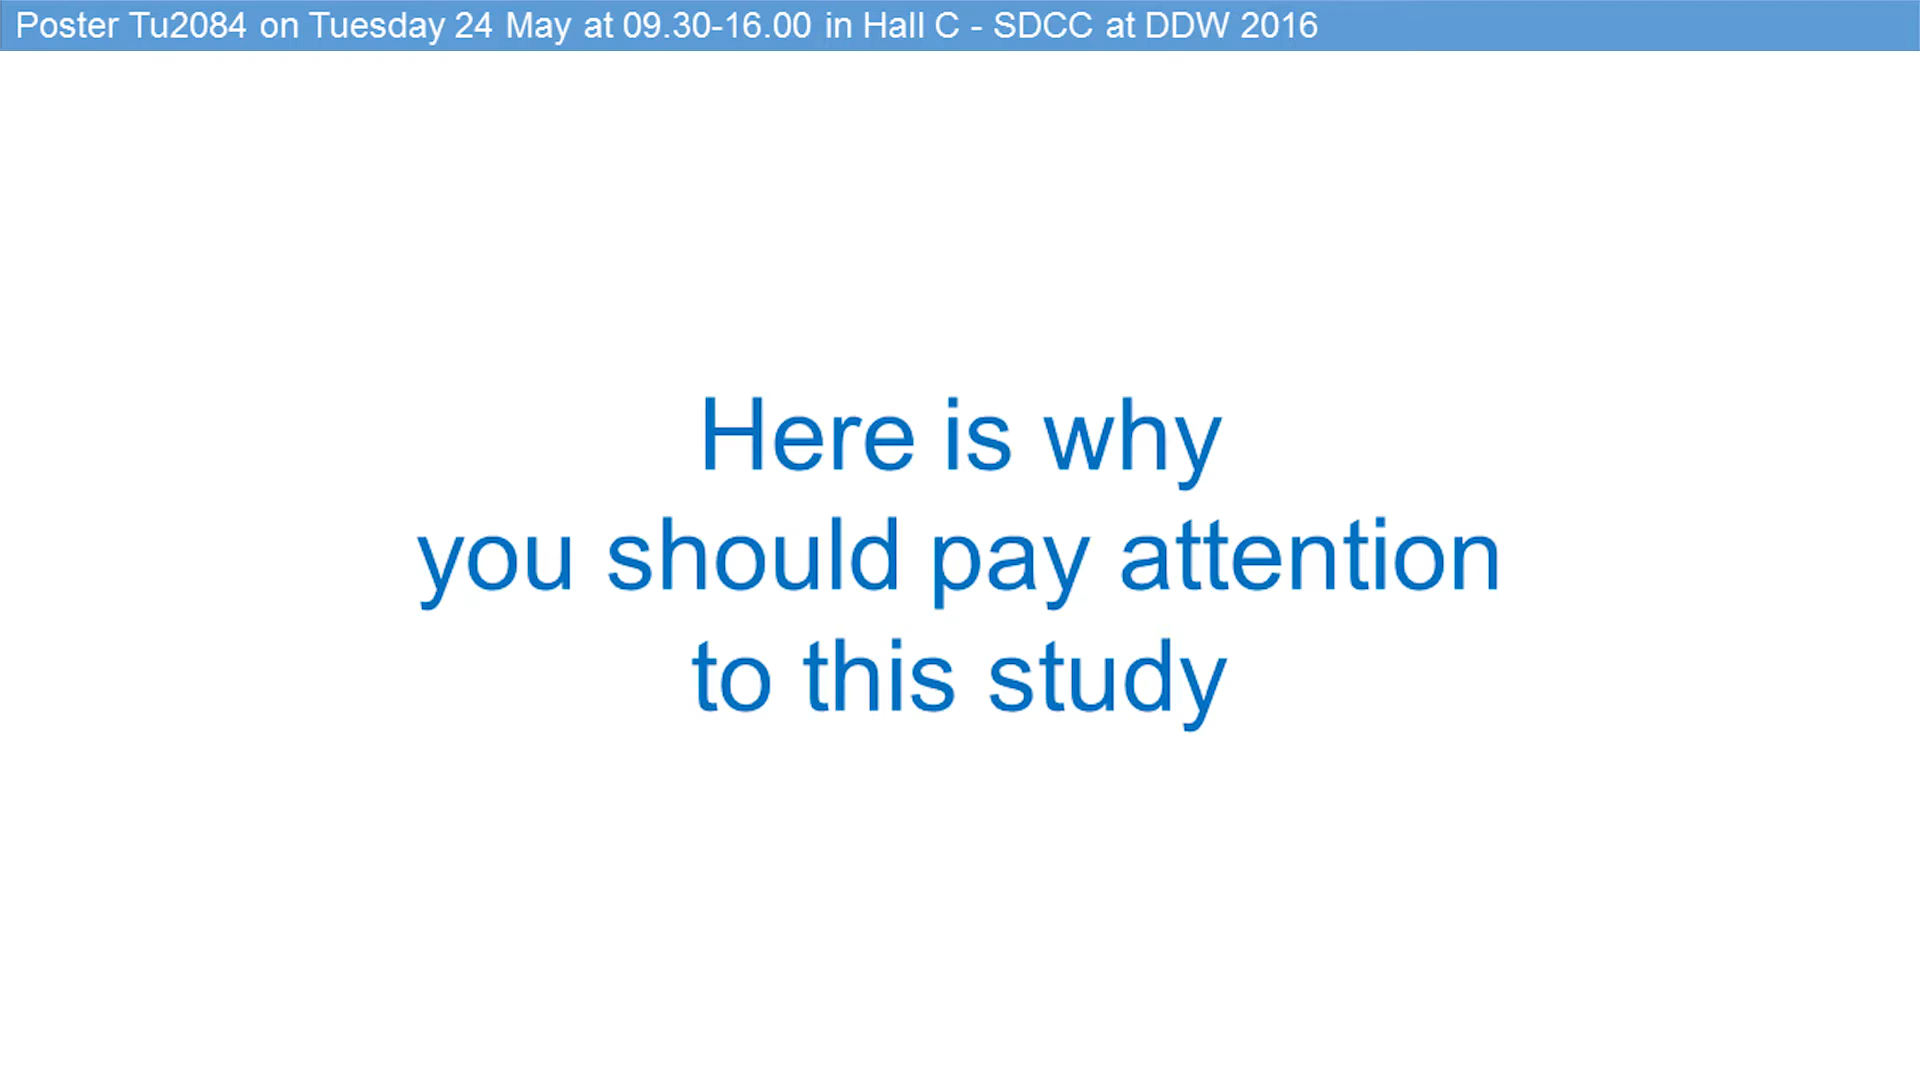 Poster Tu2084 on Tuesday 24 May at 09.30-16.00 in Hall C - SDCC at DDW 2016
Here is why
you should pay attention
to this study